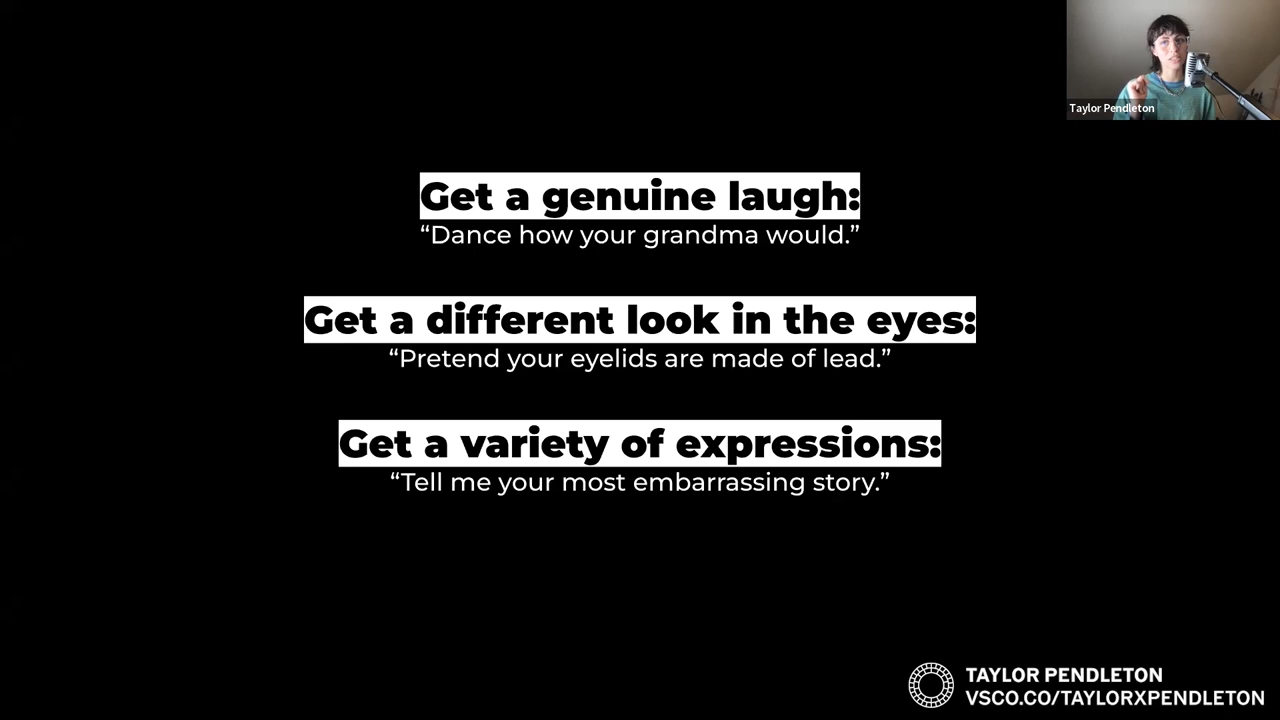 Taylor Pendleton
Get a genuine laugh:
“Dance how your grandma would.”
Get a different look in the eyes:
“Pretend your eyelids are made of lead.”
Get a variety of expressions:
“Tell me your most embarrassing story.”
TAYLOR PENDLETON
VSCO.CO/TAYLORXPENDLETON